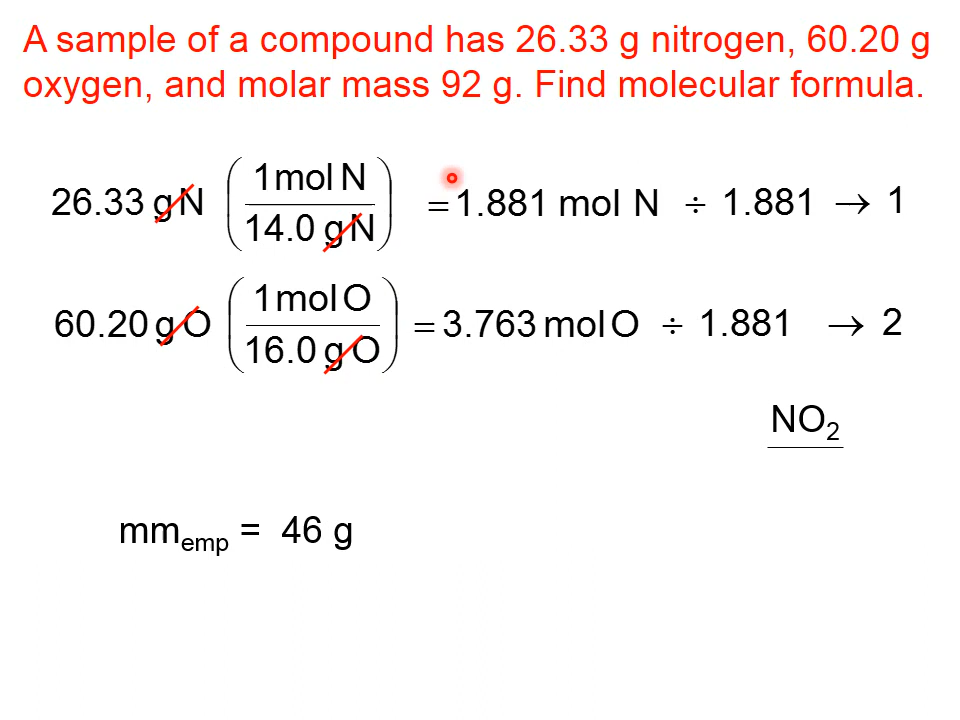 A sample of a compound has 26.33 g nitrogen, 60.20 g
oxygen, and molar mass 92 g. Find molecular formula.
26.33 g N (1 mol N / 14.0 g N) = 1.881 mol N ÷ 1.881 → 1
60.20 g O (1 mol O / 16.0 g O) = 3.763 mol O ÷ 1.881 → 2
NO₂
mmₑₘₚ = 46 g